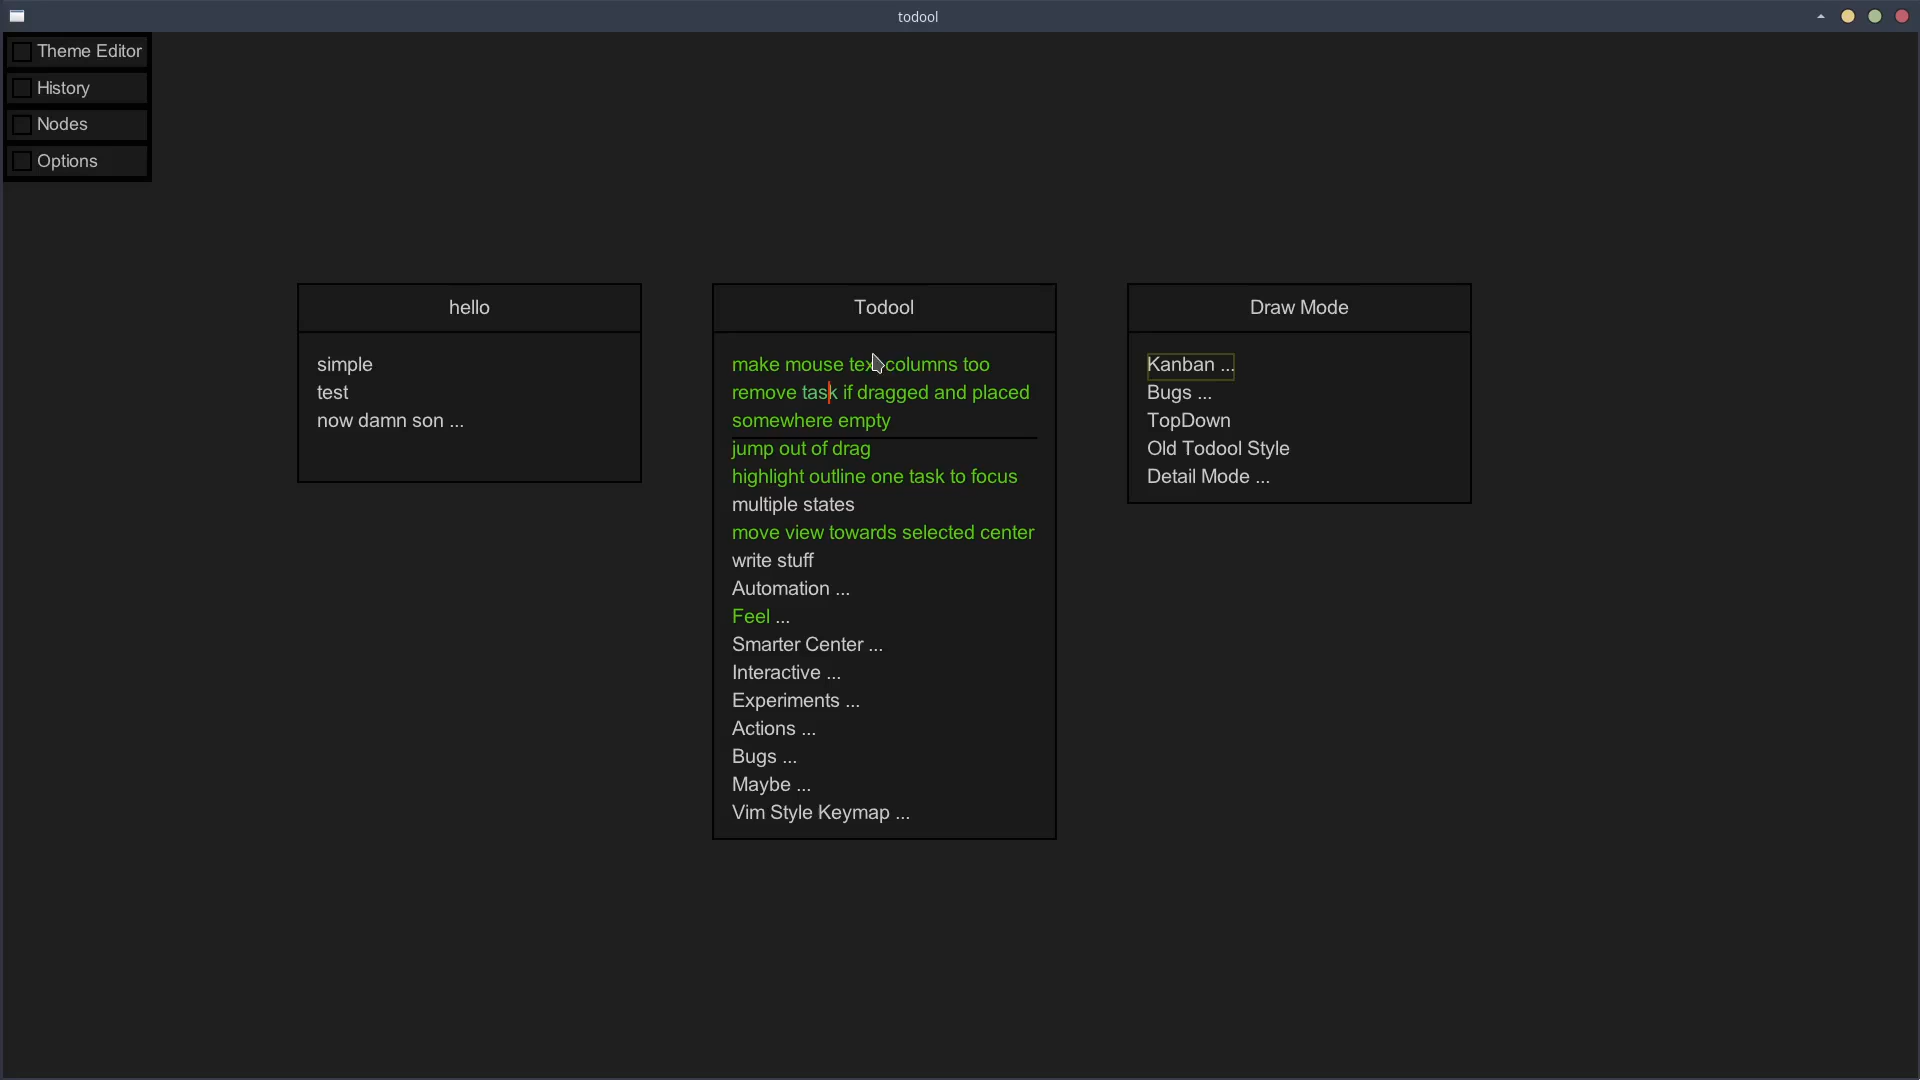 todool
Theme Editor
History
Nodes
Options
hello
simple
test
now damn son ...
Todool
make mouse columns too
remove task if dragged and placed
somewhere empty
jump out of drag
highlight outline one task to focus
multiple states
move view towards selected center
write stuff
Automation ...
Feel ...
Smarter Center ...
Interactive ...
Experiments ...
Actions ...
Bugs ...
Maybe ...
Vim Style Keymap ...
Draw Mode
Kanban ...
Bugs ...
TopDown
Old Todool Style
Detail Mode ...